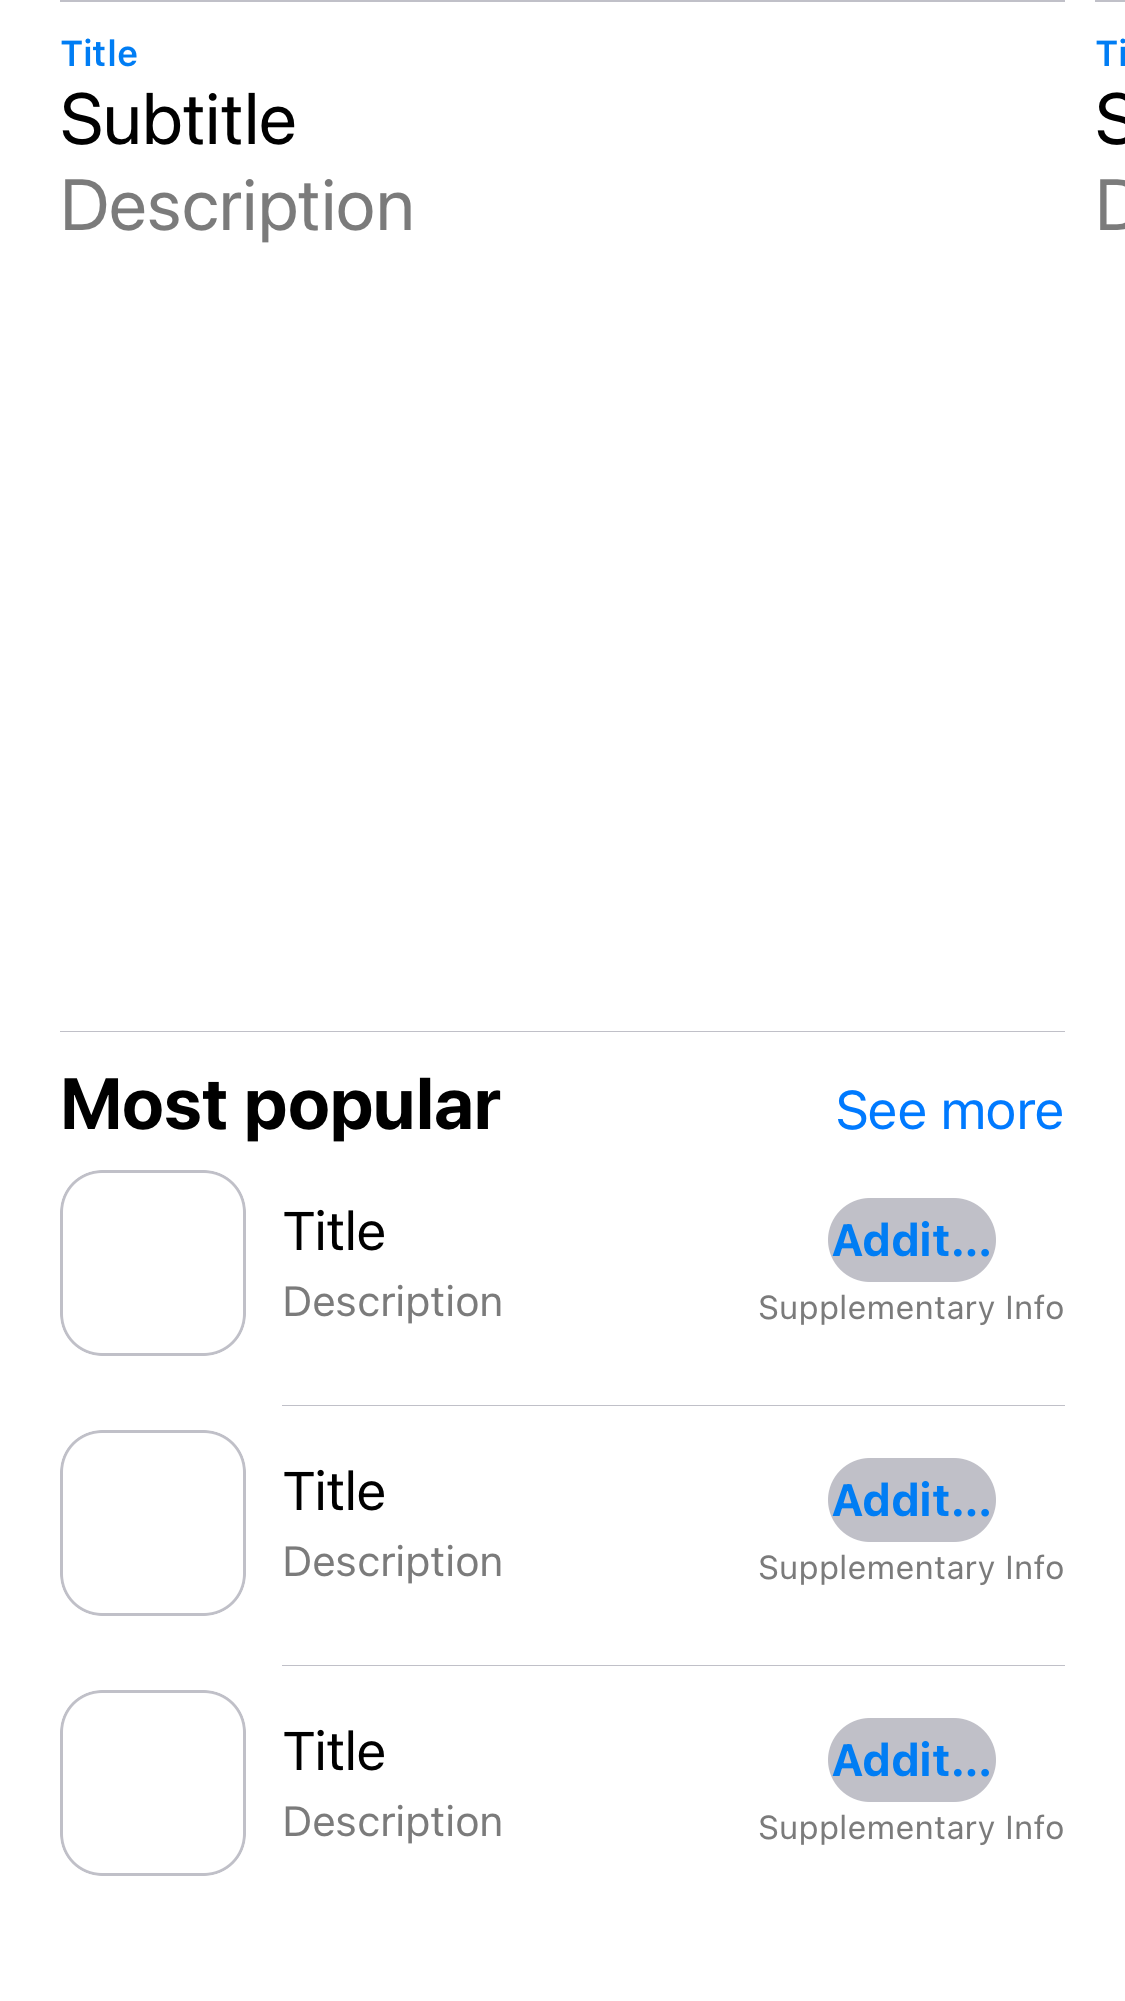 Title
Ti
Subtitle
S
Description
D
Most popular
See more
Title
Addit...
Description
Supplementary Info
Title
Addit...
Description
Supplementary Info
Title
Addit...
Description
Supplementary Info